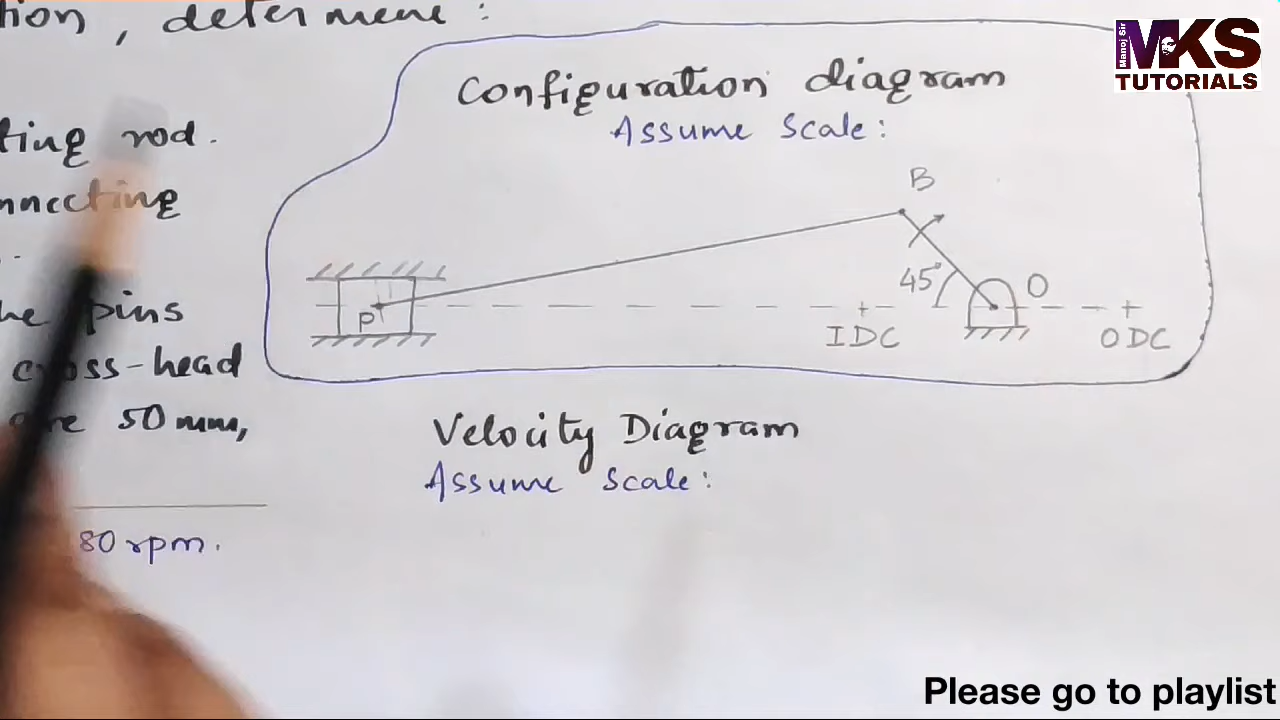 tion, determine:
ting rod.
nnecting
he pins
cross-head
are 50 mm,
80 rpm.
Configuration diagram
Assume Scale:
B
45°
O
P
IDC
ODC
Velocity Diagram
Assume Scale:
Manoj Sir
MKS
TUTORIALS
Please go to playlist